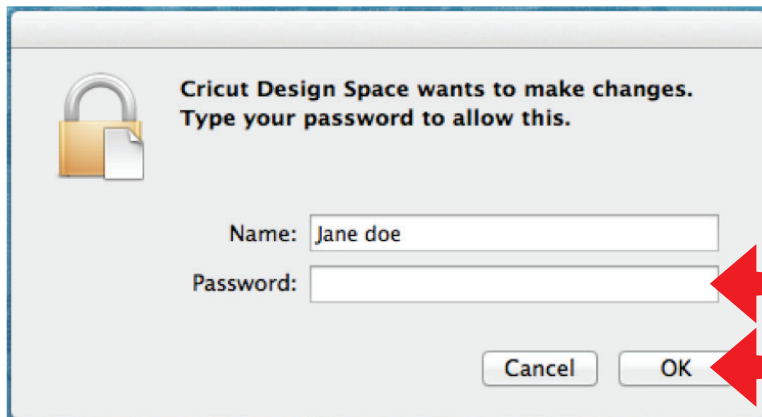 Cricut Design Space wants to make changes.
Type your password to allow this.
Name: Jane doe
Password:
Cancel OK